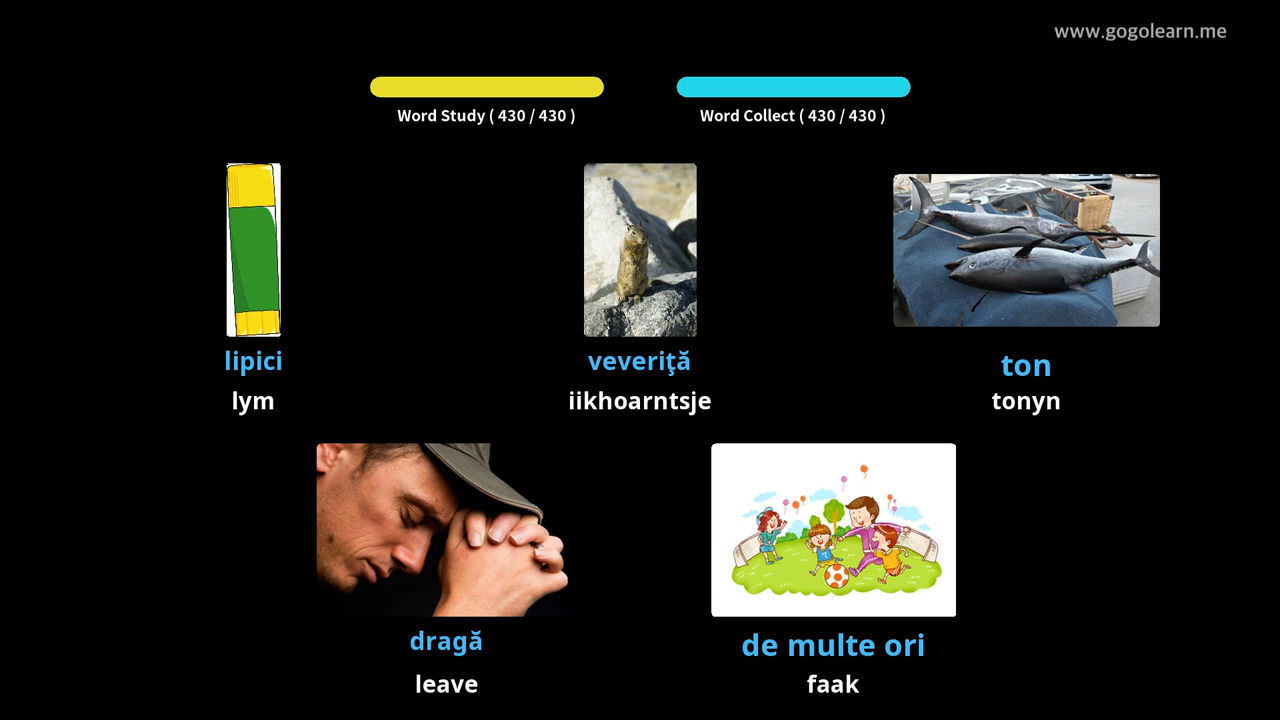 www.gogolearn.me
Word Study ( 430 / 430 )
Word Collect ( 430 / 430 )
lipici
lym
veveriţă
iikhoarntsje
ton
tonyn
dragă
leave
de multe ori
faak